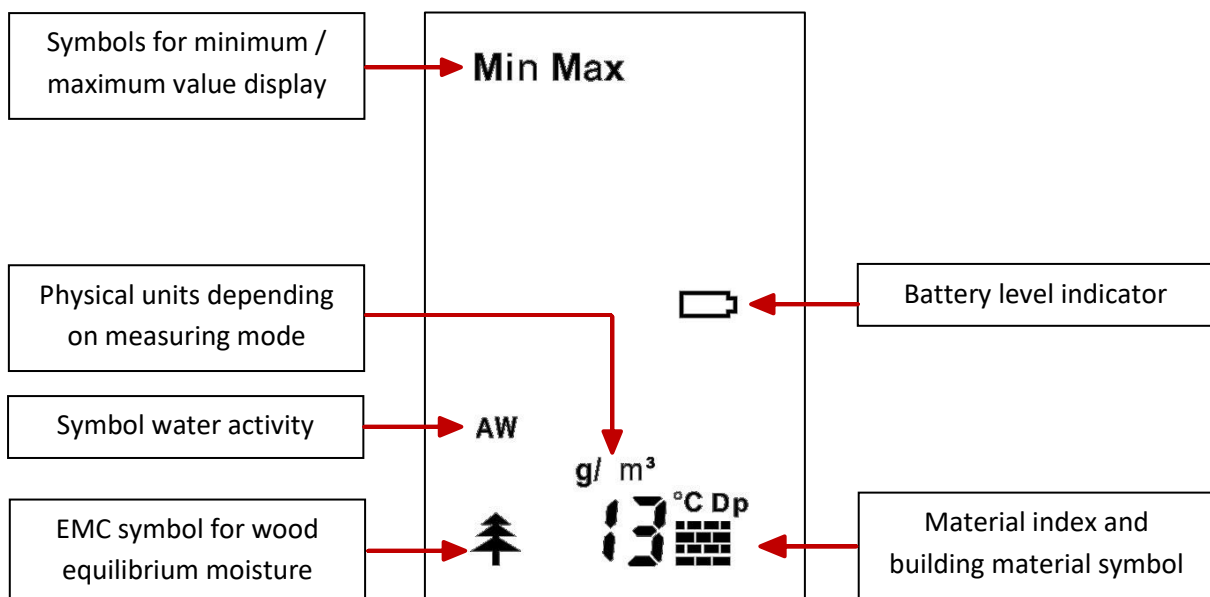 Symbols for minimum /
maximum value display
Min Max
Physical units depending
on measuring mode
Battery level indicator
Symbol water activity
AW
g/ m³
°C Dp
13
EMC symbol for wood
equilibrium moisture
Material index and
building material symbol